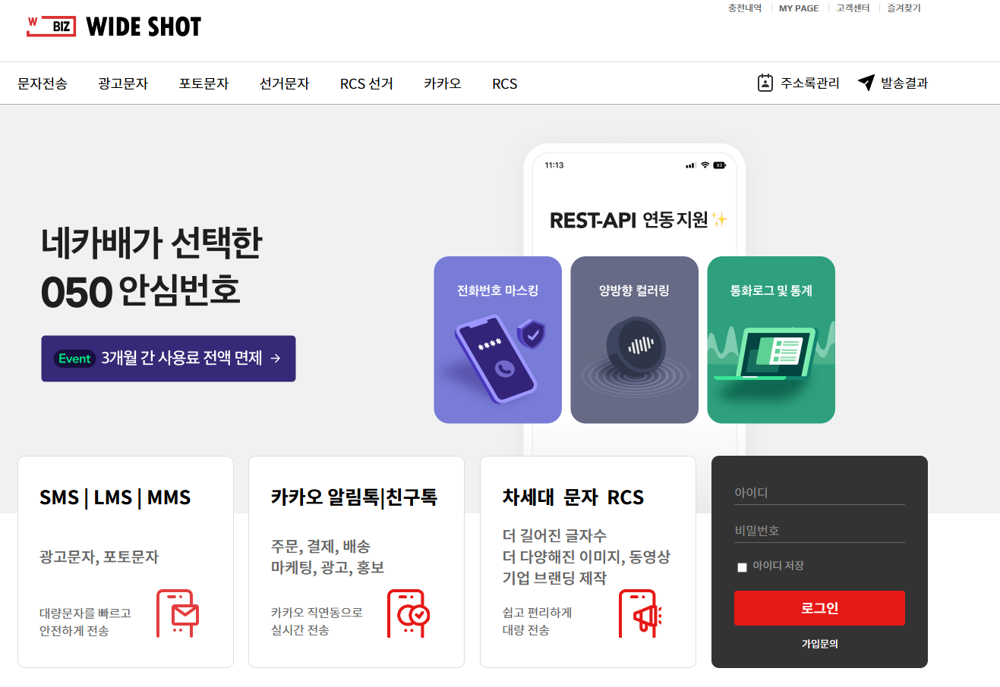 충전내역 MY PAGE 고객센터 즐겨찾기
W BIZ WIDE SHOT
문자전송 광고문자 포토문자 선거문자 RCS 선거 카카오 RCS 주소록관리 발송결과
11:13 93
REST-API 연동지원
네카배가 선택한
050 안심번호
Event 3개월 간 사용료 전액 면제 →
전화번호 마스킹
****
양방향 컬러링
통화로그 및 통계
SMS | LMS | MMS
광고문자, 포토문자
대량문자를 빠르고
안전하게 전송
카카오 알림톡|친구톡
주문, 결제, 배송
마케팅, 광고, 홍보
카카오 직연동으로
실시간 전송
차세대 문자 RCS
더 길어진 글자수
더 다양해진 이미지, 동영상
기업 브랜딩 제작
쉽고 편리하게
대량 전송
아이디
비밀번호
아이디 저장
로그인
가입문의